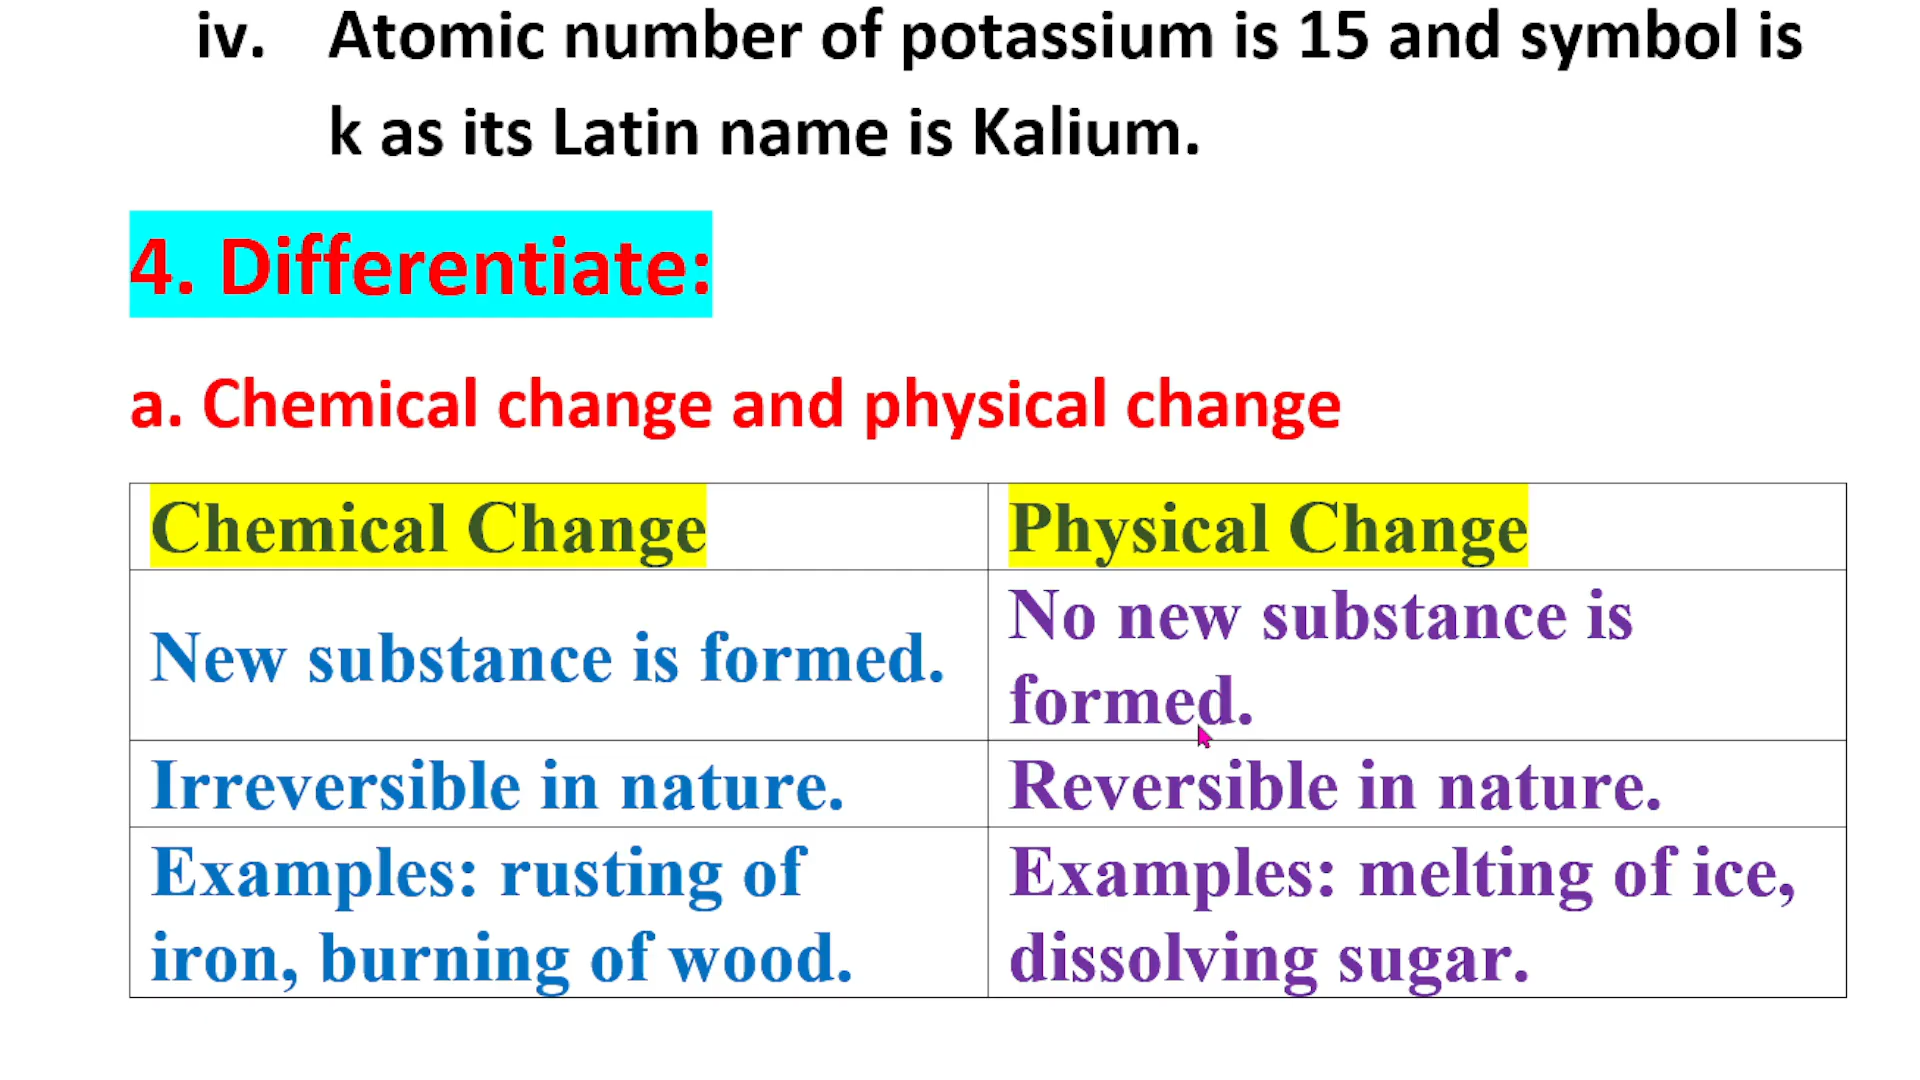 iv. Atomic number of potassium is 15 and symbol is
k as its Latin name is Kalium.
4. Differentiate:
a. Chemical change and physical change
Chemical Change
Physical Change
New substance is formed.
No new substance is
formed.
Irreversible in nature.
Reversible in nature.
Examples: rusting of
iron, burning of wood.
Examples: melting of ice,
dissolving sugar.